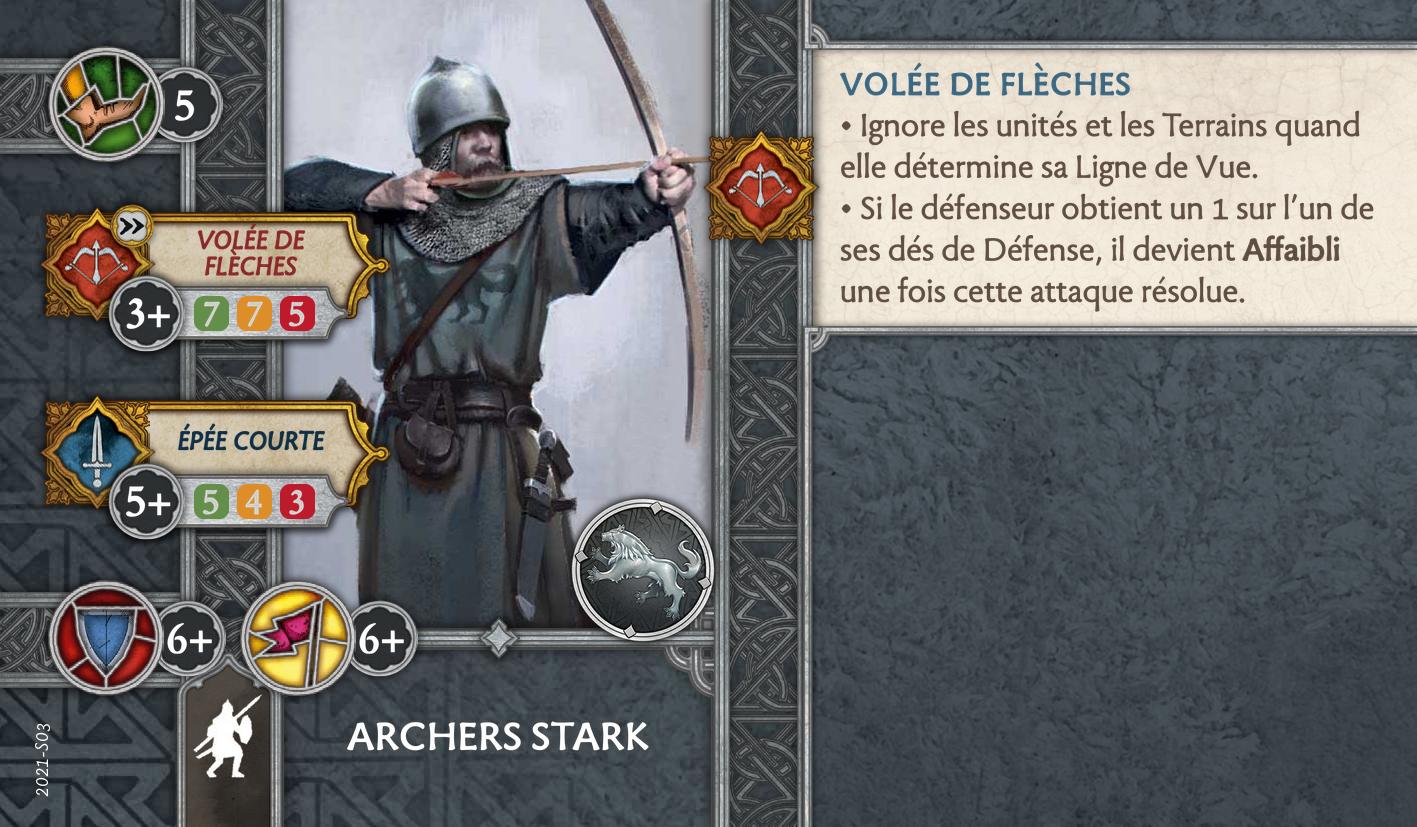 5
VOLÉE DE
FLÈCHES
3+ 7 7 5
ÉPÉE COURTE
5+ 5 4 3
6+ 6+
ARCHERS STARK
2021-S03
VOLÉE DE FLÈCHES
• Ignore les unités et les Terrains quand
elle détermine sa Ligne de Vue.
• Si le défenseur obtient un 1 sur l'un de
ses dés de Défense, il devient Affaibli
une fois cette attaque résolue.